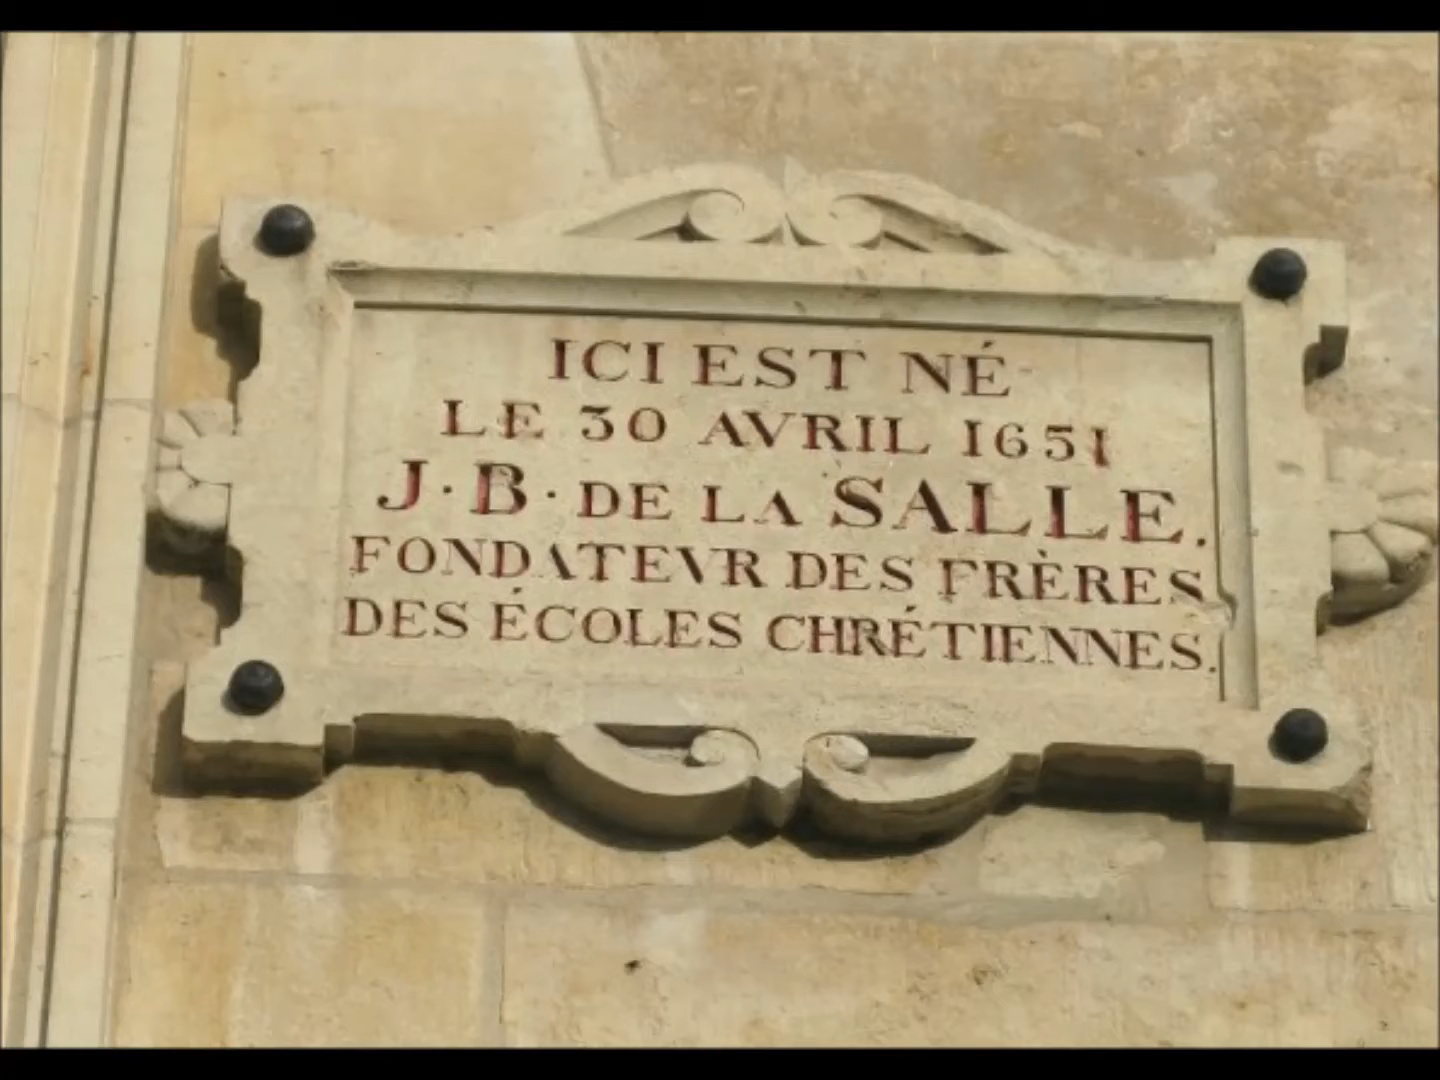 ICI EST NÉ
LE 30 AVRIL 1651
J·B·DE LA SALLE.
FONDATEVR DES FRÈRES
DES ÉCOLES CHRÉTIENNES.